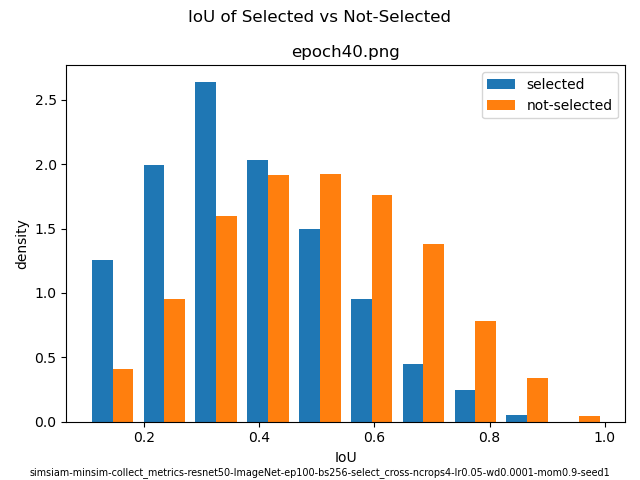 IoU of Selected vs Not-Selected
epoch40.png
selected
not-selected
density
2.5
2.0
1.5
1.0
0.5
0.0
0.2
0.4
0.6
0.8
1.0
IoU
simsiam-minsim-collect_metrics-resnet50-ImageNet-ep100-bs256-select_cross-ncrops4-lr0.05-wd0.0001-mom0.9-seed1